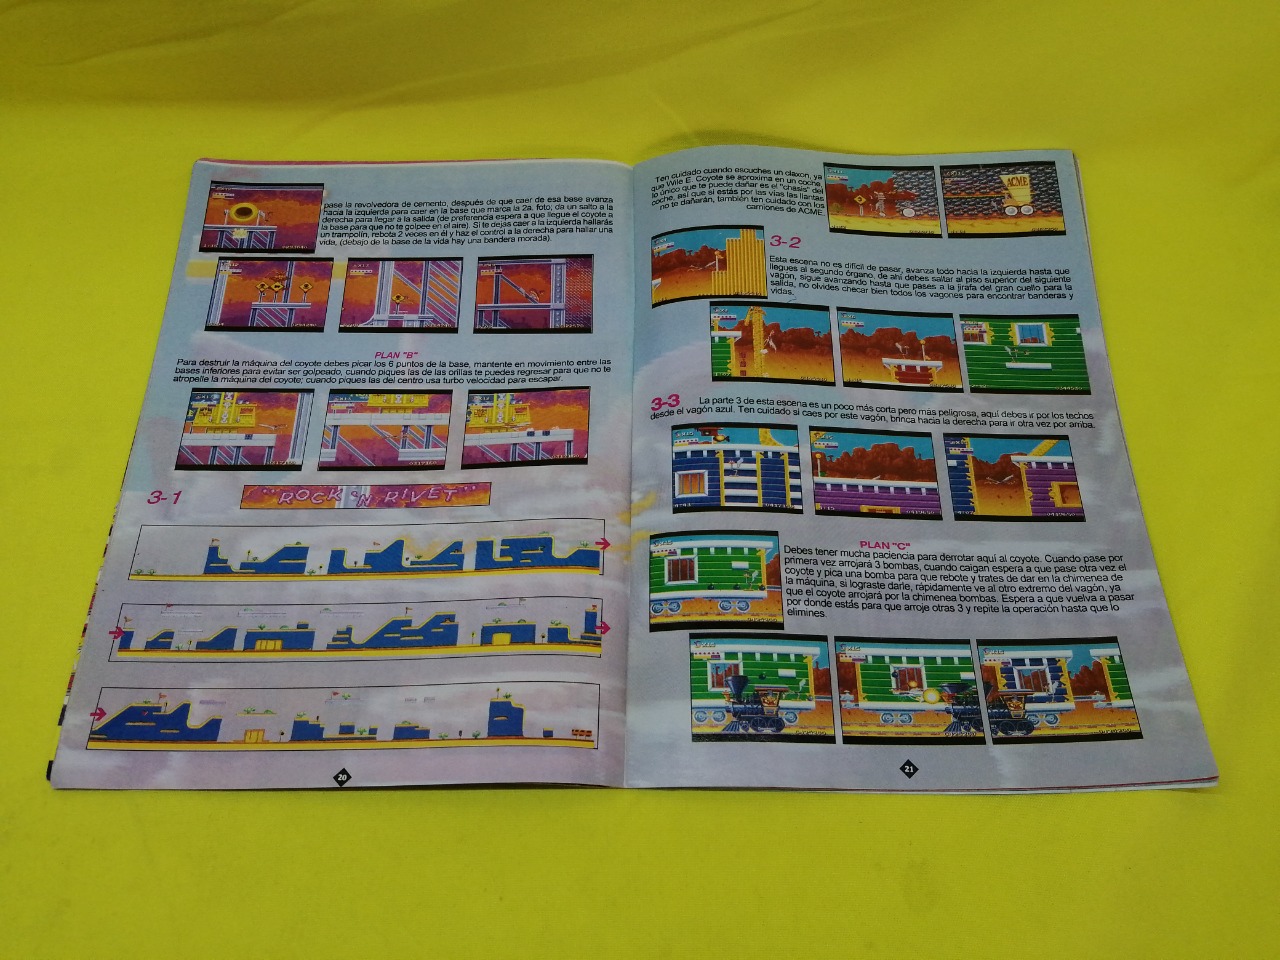 pase la revolvedora de cemento, después de que caer de esa base avanza
hacia la izquierda para caer en la base que marca la 2a, foto; da un salto a la
derecha para llegar a la salida (de preferencia espera a que llegue el coyote a
la base para que no te golpee en el aire). Si te dejas caer a la izquierda hallarás
un trampolín, rebota 2 veces en él y haz el control a la derecha para hallar una
vida, (debajo de la base de la vida hay una bandera morada).
PLAN "B"
Para destruir la máquina del coyote debes picar los 6 puntos de la base, mantente en movimiento entre las
bases inferiores para evitar ser golpeado, cuando piques las de las orillas te puedes regresar para que no te
atropelle la máquina del coyote; cuando piques las del centro usa turbo velocidad para escapar.
3-1
"ROCK 'N RIVET"
20
Ten cuidado cuando escuches un claxon, ya
que Wile E. Coyote se aproxima en un coche,
lo único que te puede dañar es el "chasis" del
coche, así que si estás por las vías las llantas
no te dañarán, también ten cuidado con los
camiones de ACME.
ACME
3-2
Esta escena no es difícil de pasar, avanza todo hacia la izquierda hasta que
llegues al segundo órgano, de ahí debes saltar al piso superior del siguiente
vagón, sigue avanzando hasta que pases a la jirafa del gran cuello para la
salida, no olvides checar bien todos los vagones para encontrar banderas y
vidas.
3-3 La parte 3 de esta escena es un poco más corta pero más peligrosa, aquí debes ir por los techos
desde el vagón azul. Ten cuidado si caes por este vagón, brinca hacia la derecha para ir otra vez por arriba.
PLAN "C"
Debes tener mucha paciencia para derrotar aquí al coyote. Cuando pase por
primera vez arrojará 3 bombas, cuando caigan espera a que pase otra vez el
coyote y pica una bomba para que rebote y trates de dar en la chimenea de
la máquina, si lograste darle, rápidamente ve al otro extremo del vagón, ya
que el coyote arrojará por la chimenea bombas. Espera a que vuelva a pasar
por donde estás para que arroje otras 3 y repite la operación hasta que lo
elimines.
21